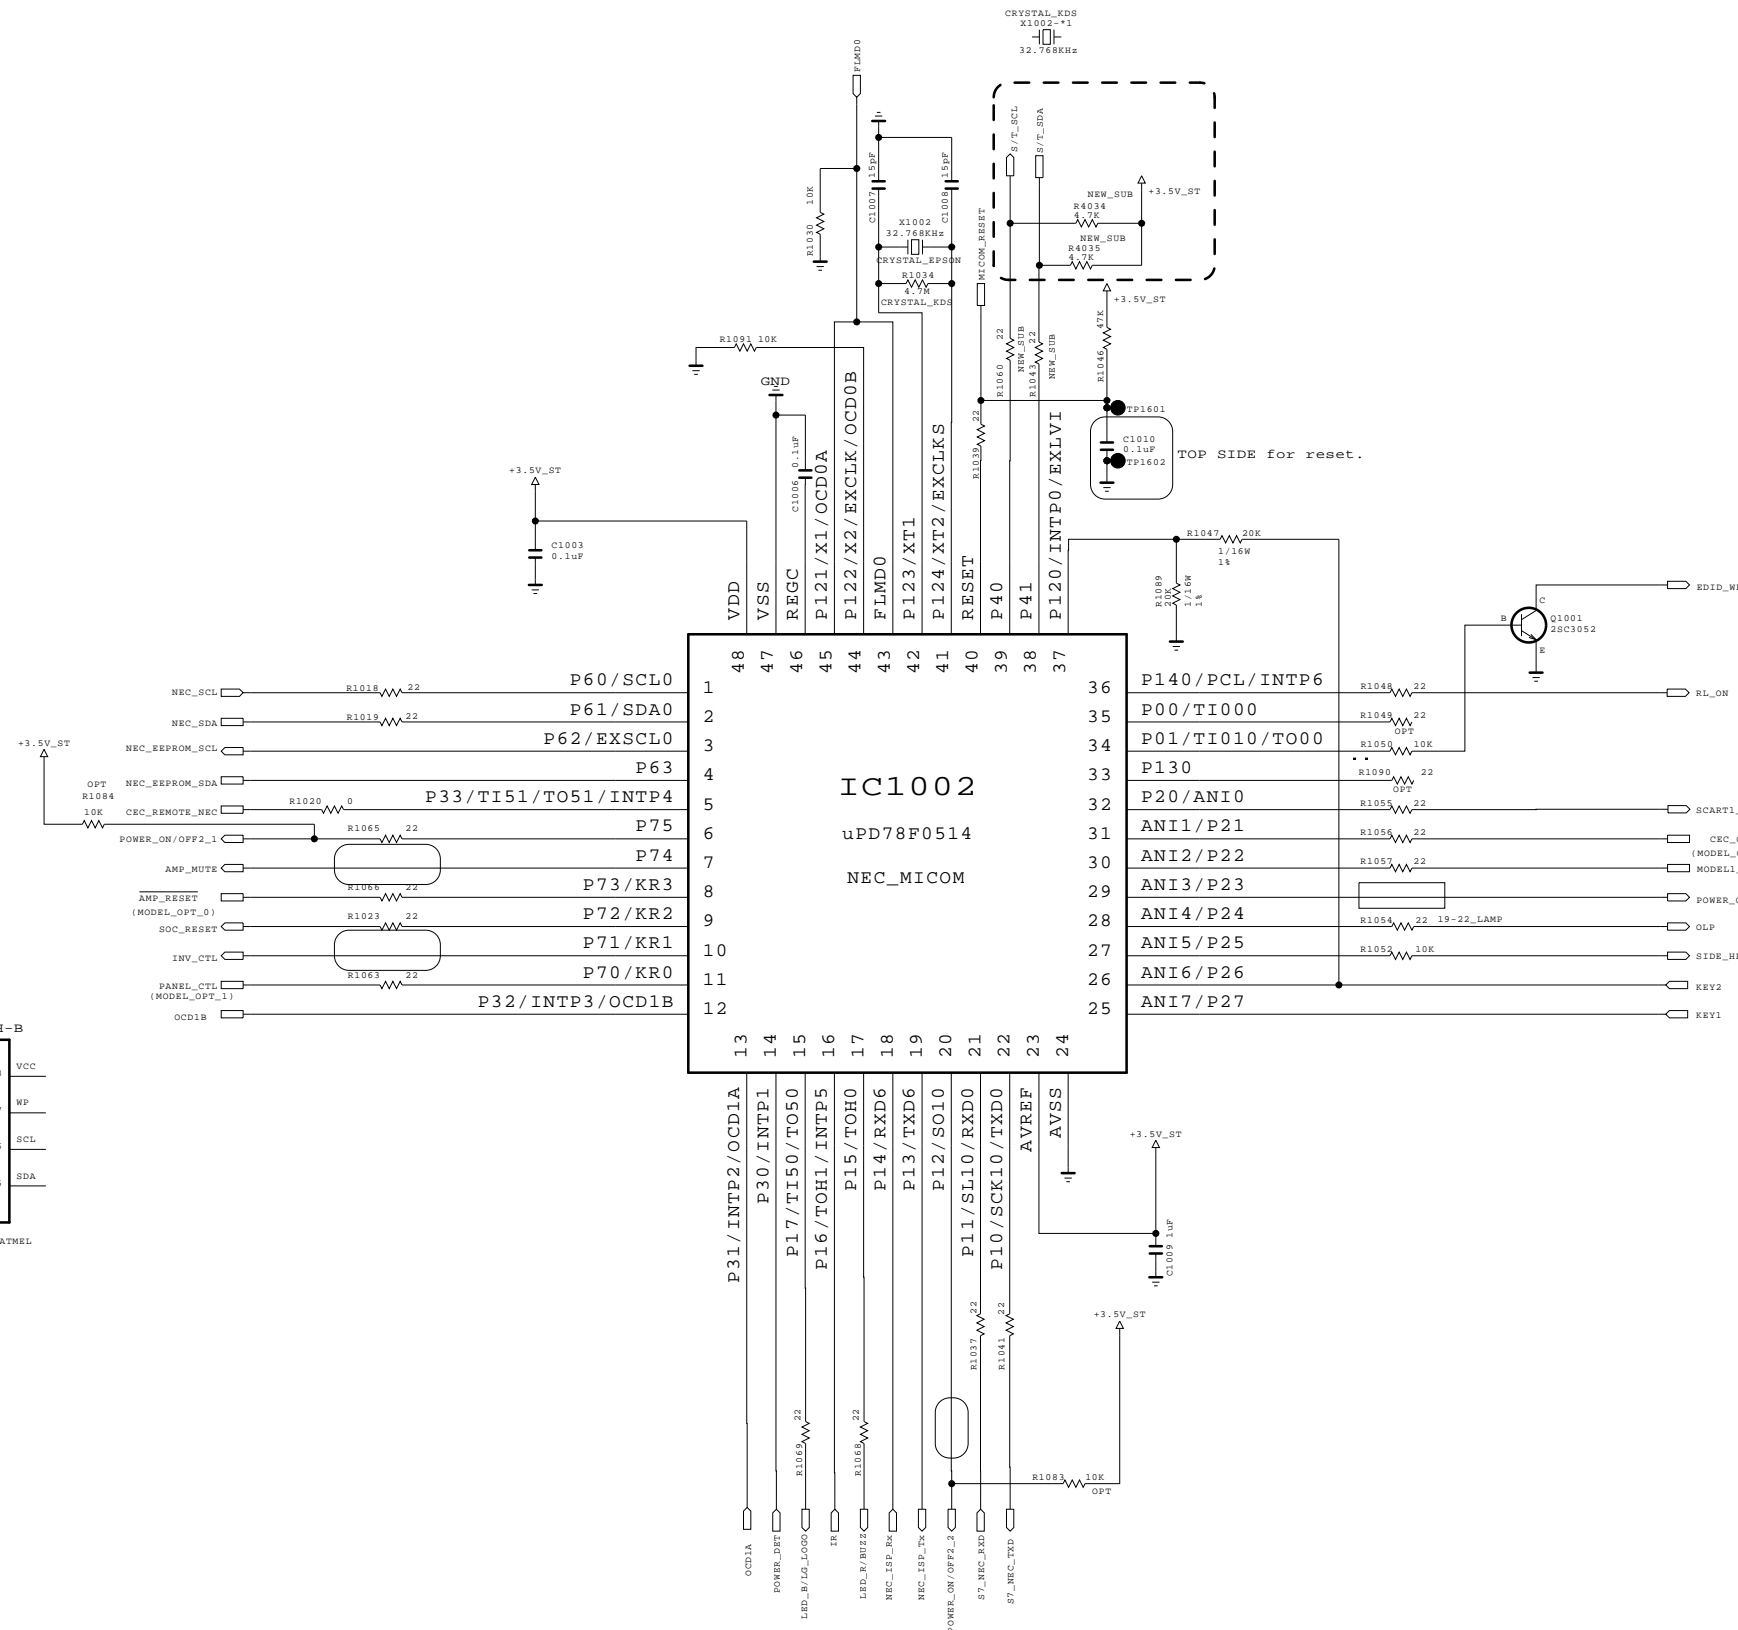 CRYSTAL_KDS
X1002-*1
32.768KHz
FLMD0
S/T_SCL
S/T_SDA
15pF
C1007
15pF
C1008
10K
R1030
X1002
32.768KHz
CRYSTAL_EPSON
R1034
4.7M
CRYSTAL_KDS
MICOM_RESET
NEW_SUB
+3.5V_ST
R4034
4.7K
NEW_SUB
R4035
4.7K
+3.5V_ST
47K
R1046
R1091 10K
GND
22
R1060
NEW_SUB
22
R1043
NEW_SUB
22
R1039
TP1601
C1010
0.1uF
TP1602
TOP SIDE for reset.
+3.5V_ST
C1003
0.1uF
C1006 0.1uF
VDD
VSS
REGC
P121/X1/OCD0A
P122/X2/EXCLK/OCD0B
FLMD0
P123/XT1
P124/XT2/EXCLKS
RESET
P40
P41
P120/INTP0/EXLVI
R1047 20K
1/16W
1%
R1089
20K
1/16W
1%
C
B
E
Q1001
2SC3052
48
47
46
45
44
43
42
41
40
39
38
37
NEC_SCL
R1018 22
P60/SCL0
1
NEC_SDA
R1019 22
P61/SDA0
2
NEC_EEPROM_SCL
P62/EXSCL0
3
NEC_EEPROM_SDA
P63
4
CEC_REMOTE_NEC
R1020 0
P33/TI51/TO51/INTP4
5
+3.5V_ST
OPT
R1084
10K
POWER_ON/OFF2_1
R1065 22
P75
6
AMP_MUTE
P74
7
AMP_RESET
(MODEL_OPT_0)
R1066 22
P73/KR3
8
SOC_RESET
R1023 22
P72/KR2
9
INV_CTL
P71/KR1
10
PANEL_CTL
(MODEL_OPT_1)
R1063 22
P70/KR0
11
OCD1B
P32/INTP3/OCD1B
12
IC1002
uPD78F0514
NEC_MICOM
36
P140/PCL/INTP6
R1048 22
RL_ON
35
P00/TI000
R1049 22
OPT
34
P01/TI010/TO00
R1050 10K
33
P130
R1090 22
OPT
32
P20/ANI0
R1055 22
SCART1_
31
ANI1/P21
R1056 22
30
ANI2/P22
R1057 22
MODEL1_
29
ANI3/P23
28
ANI4/P24
R1054 22 19-22_LAMP
OLP
27
ANI5/P25
R1052 10K
26
ANI6/P26
KEY2
25
ANI7/P27
KEY1
VCC
WP
SCL
SDA
ATMEL
13
14
15
16
17
18
19
20
21
22
23
24
P31/INTP2/OCD1A
P30/INTP1
P17/TI50/TO50
P16/TOH1/INTP5
P15/TOH0
P14/RXD6
P13/TXD6
P12/SO10
P11/SL10/RXD0
P10/SCK10/TXD0
AVREF
AVSS
+3.5V_ST
C1009 1uF
+3.5V_ST
22
R1037
22
R1041
22
R1069
22
R1068
R1083 10K
OPT
OCD1A
POWER_DET
LED_B/LG_LOGO
IR
LED_R/BUZZ
NEC_ISP_Rx
NEC_ISP_Tx
POWER_ON/OFF2_2
S7_NEC_RXD
S7_NEC_TXD